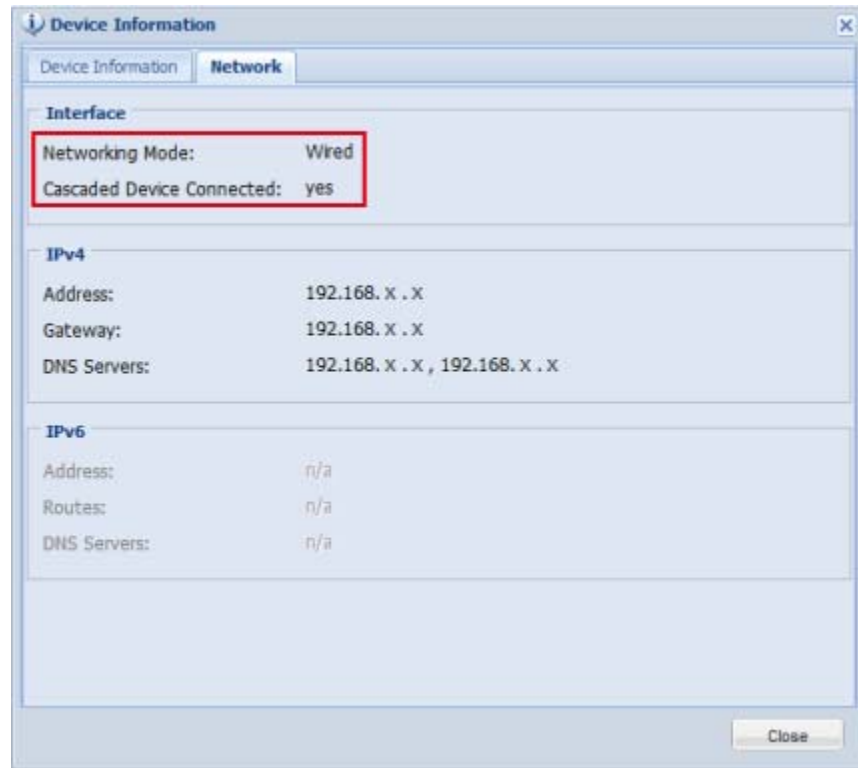 Device Information
Device Information Network
Interface
Networking Mode: Wired
Cascaded Device Connected: yes
IPv4
Address: 192.168. x . x
Gateway: 192.168. x . x
DNS Servers: 192.168. x . x , 192.168. x . x
IPv6
Address: n/a
Routes: n/a
DNS Servers: n/a
Close